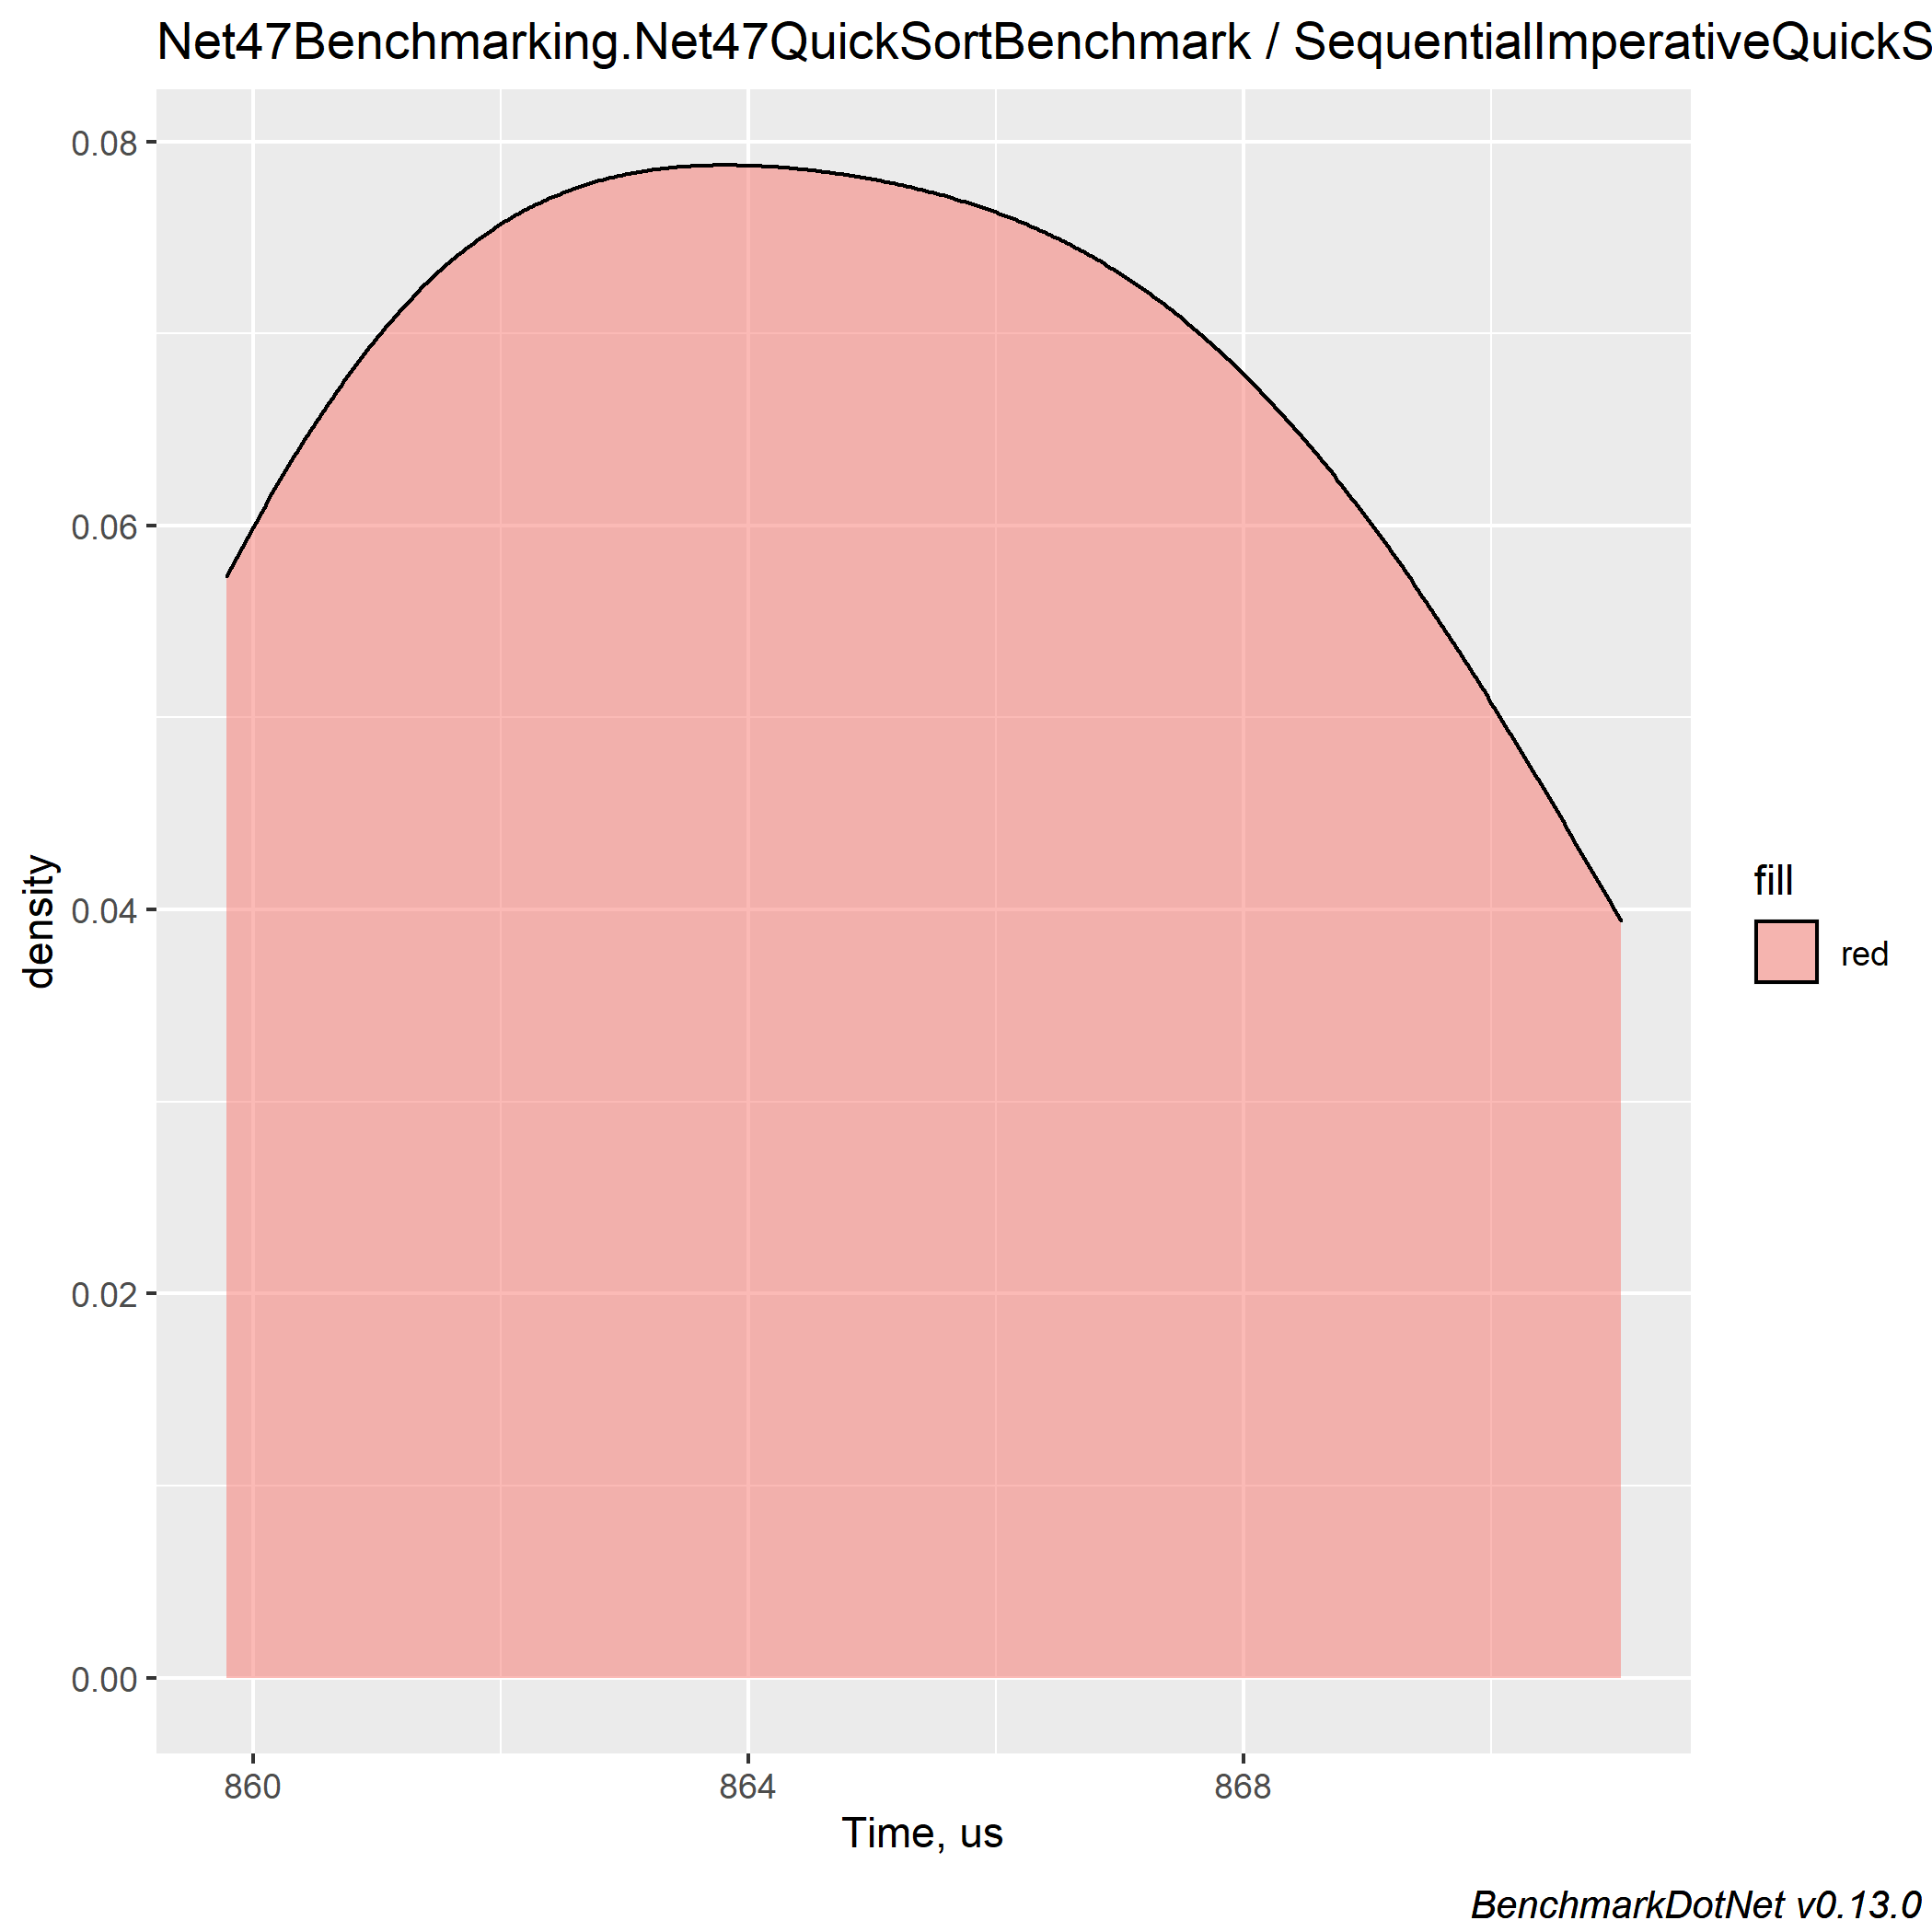 Net47Benchmarking.Net47QuickSortBenchmark / SequentialImperativeQuickS
0.08
0.06
0.04
0.02
0.00
density
860 864 868
Time, us
fill
red
BenchmarkDotNet v0.13.0